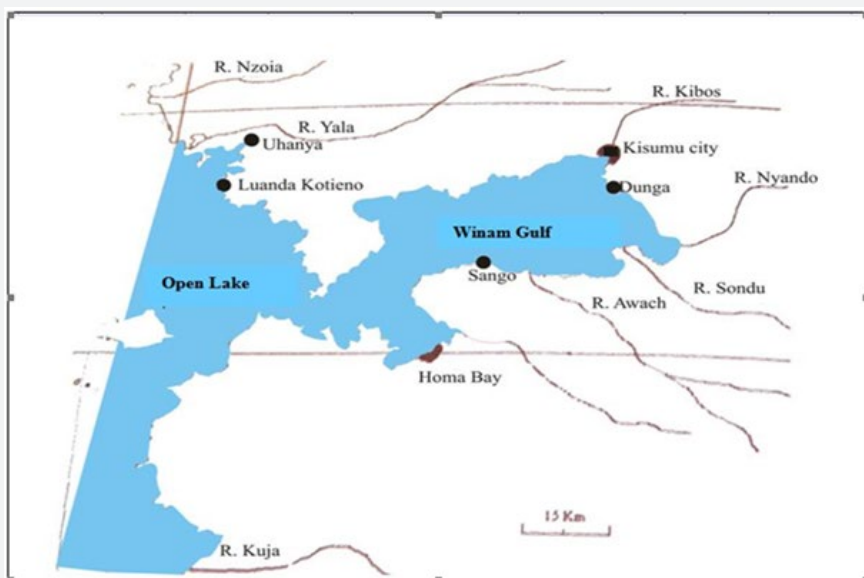 R. Nzoia
R. Kibos
R. Yala
Uhanya
Kisumu city
R. Nyando
Luanda Kotieno
Dunga
Winam Gulf
Sango
Open Lake
R. Awach
R. Sondu
Homa Bay
15 Km
R. Kuja